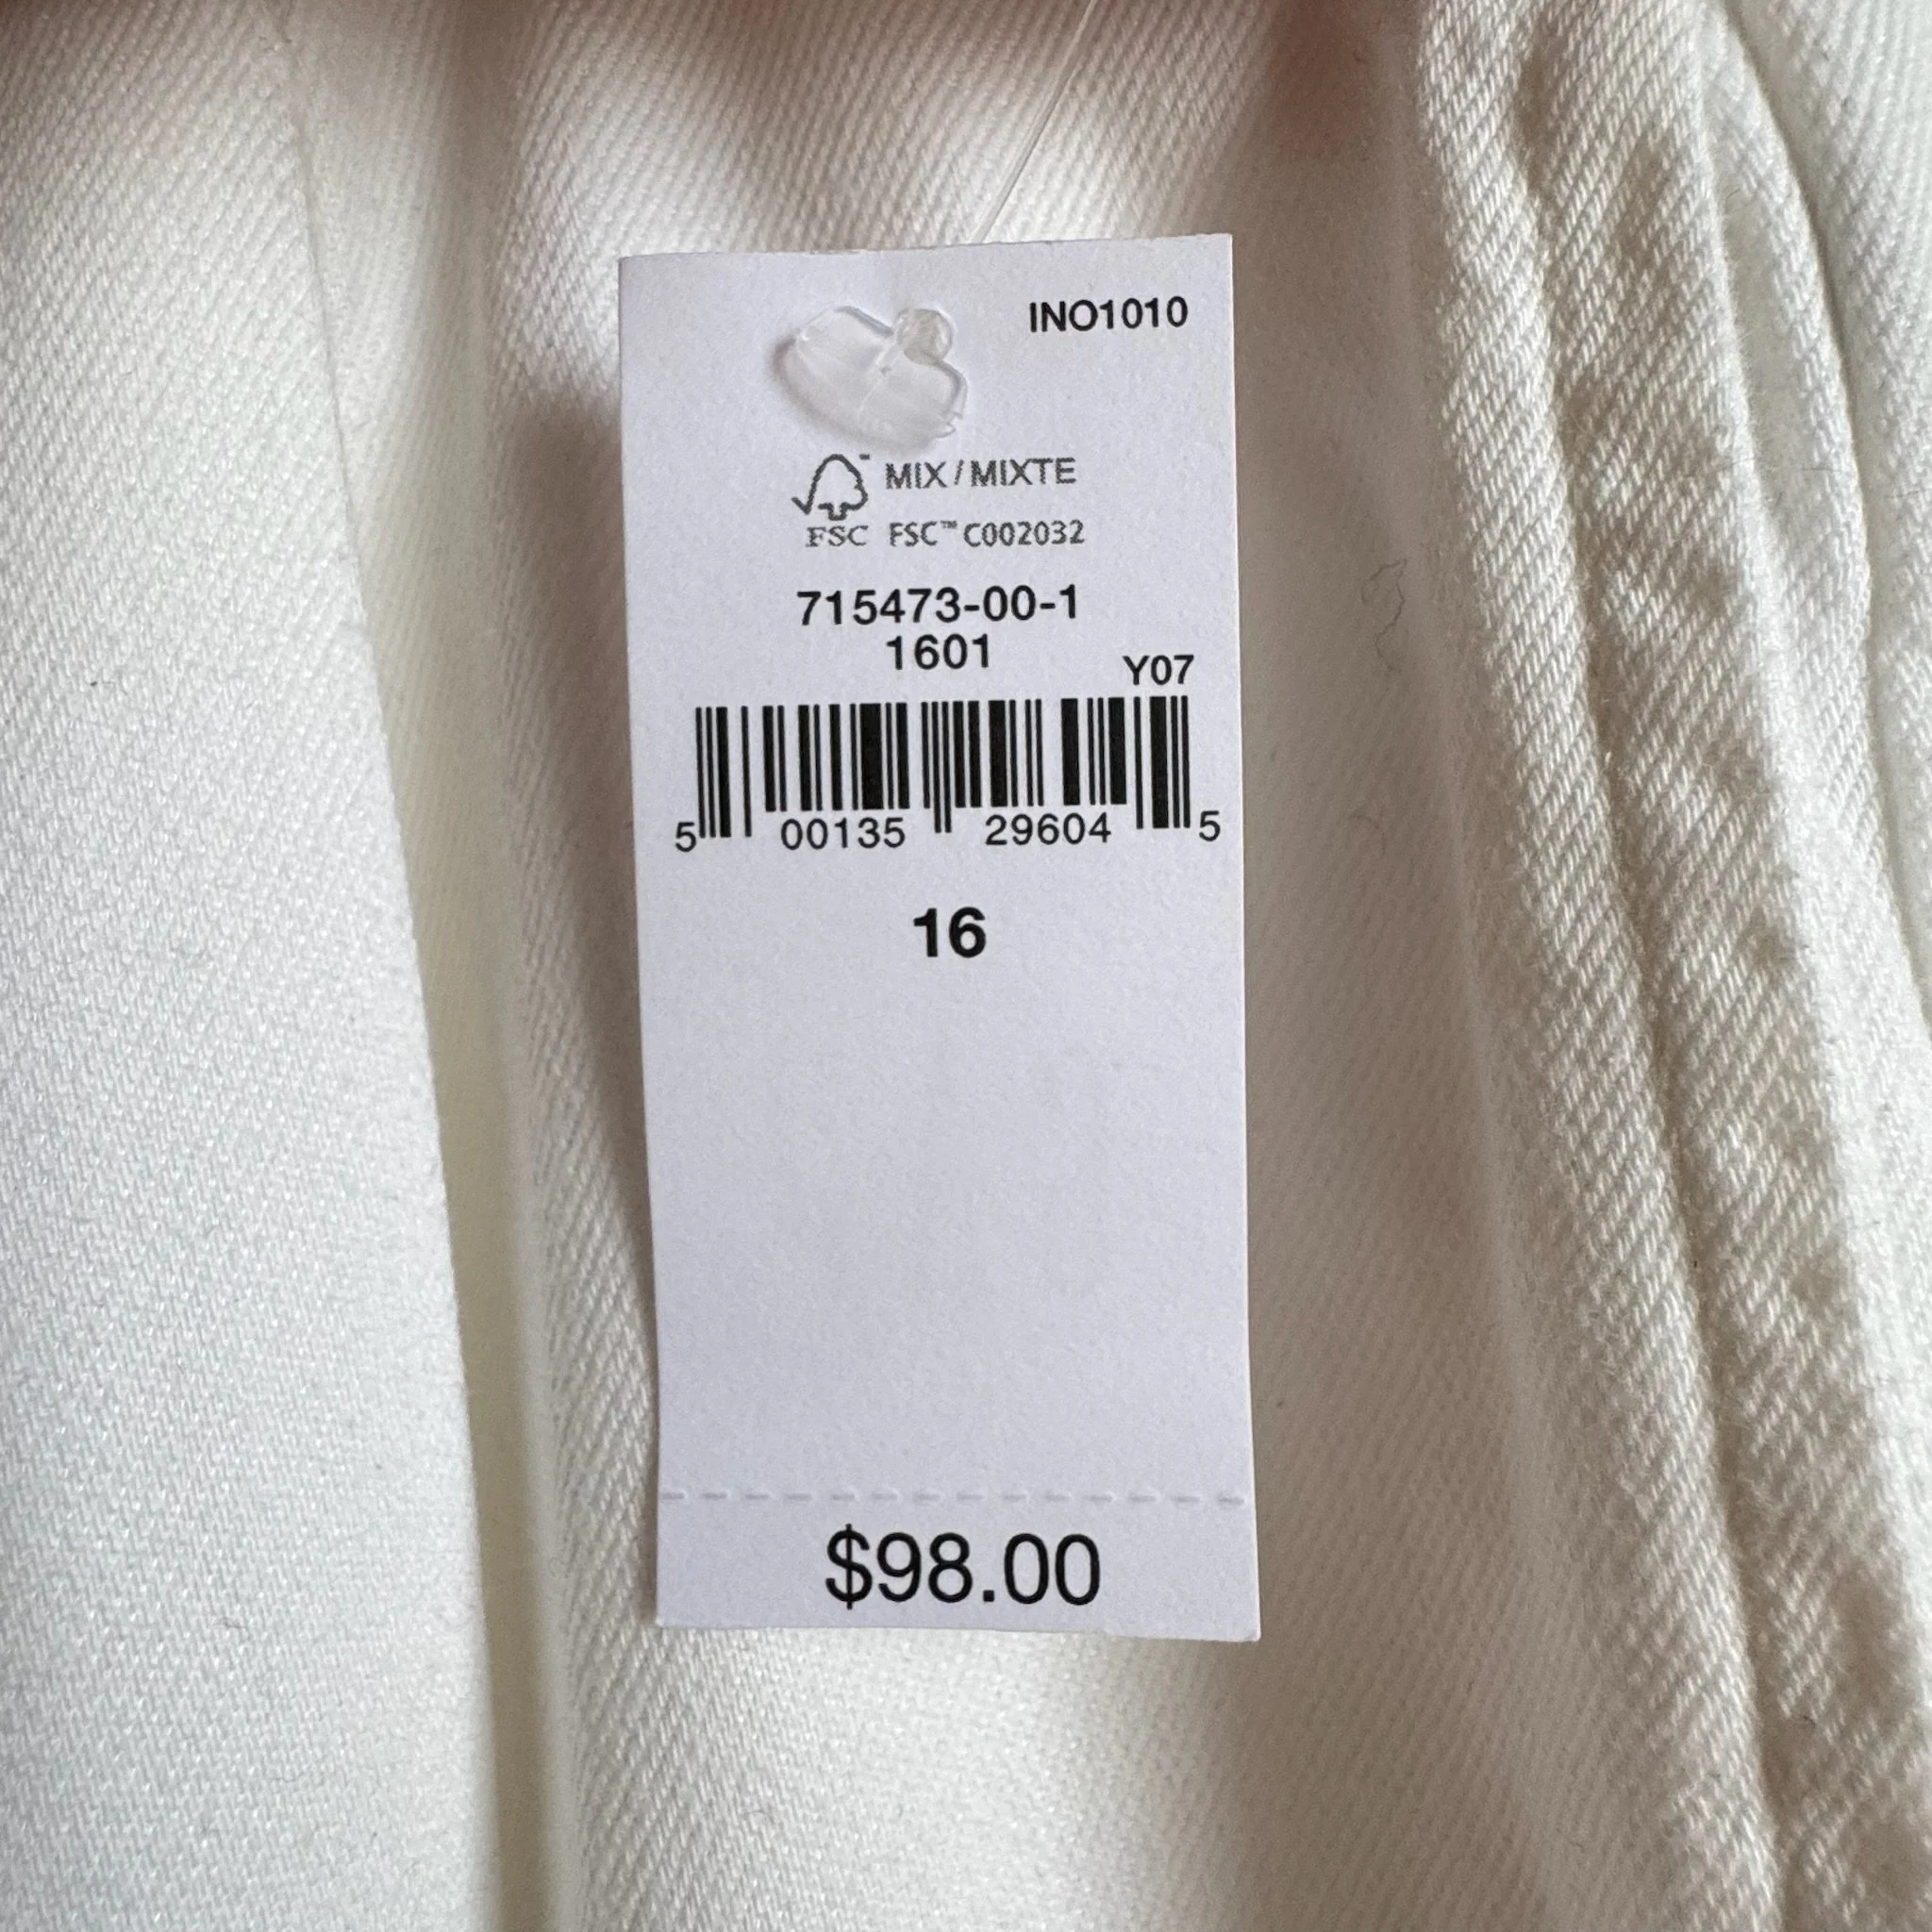 INO1010
MIX/MIXTE
FSC FSC™ C002032
715473-00-1
1601
Y07
5 00135 29604 5
16
$98.00